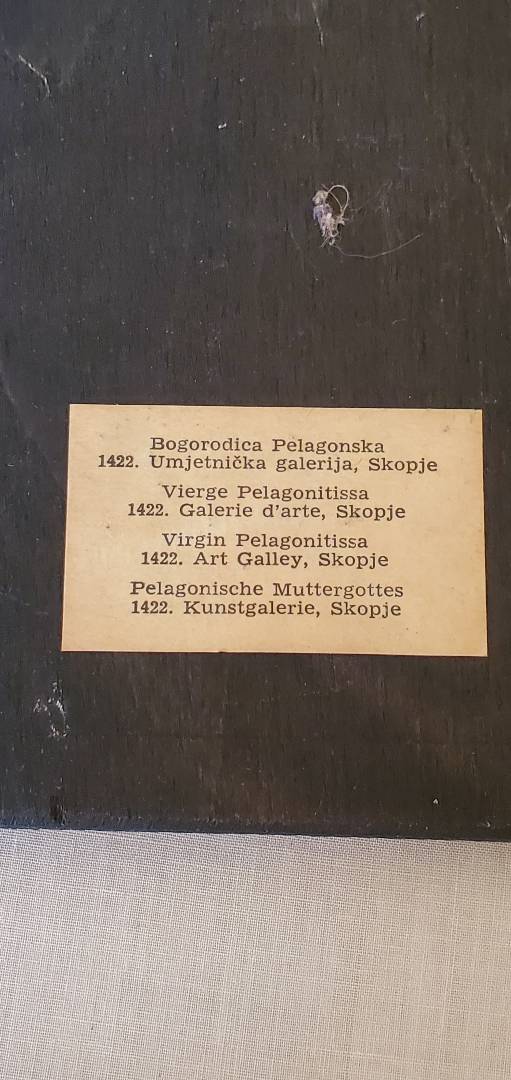 Bogorodica Pelagonska
1422. Umjetnička galerija, Skopje
Vierge Pelagonitissa
1422. Galerie d'arte, Skopje
Virgin Pelagonitissa
1422. Art Galley, Skopje
Pelagonische Muttergottes
1422. Kunstgalerie, Skopje